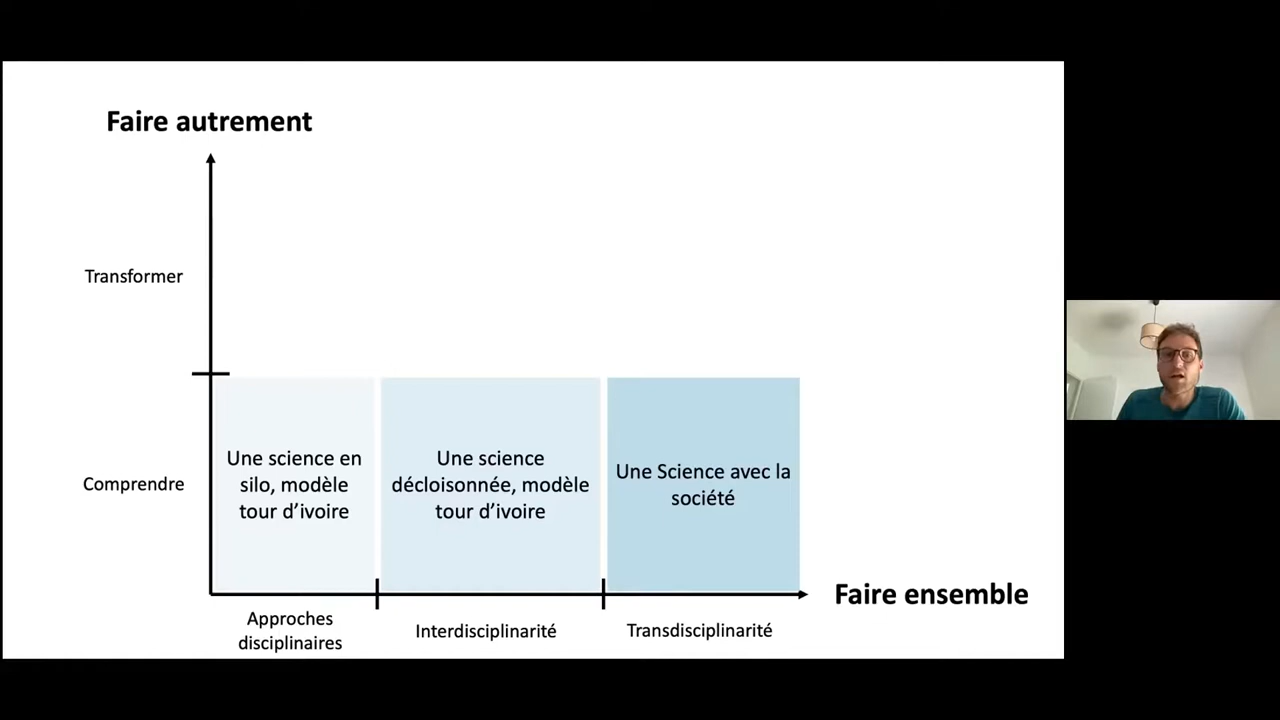 Faire autrement
Transformer
Comprendre
Une science en
silo, modèle
tour d’ivoire
Une science
décloisonnée, modèle
tour d’ivoire
Une Science avec la
société
Faire ensemble
Approches
disciplinaires
Interdisciplinarité
Transdisciplinarité